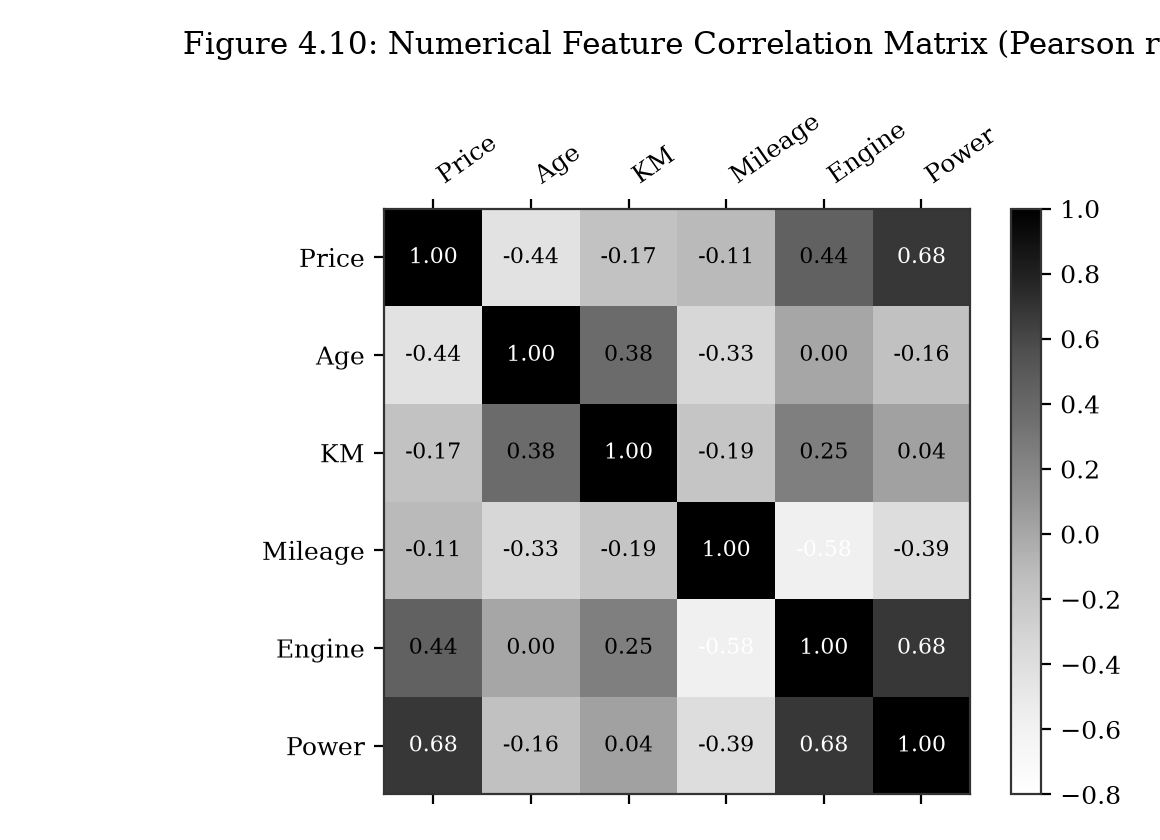 Figure 4.10: Numerical Feature Correlation Matrix (Pearson r
Price Age KM Mileage Engine Power
Price 1.00 -0.44 -0.17 -0.11 0.44 0.68
Age -0.44 1.00 0.38 -0.33 0.00 -0.16
KM -0.17 0.38 1.00 -0.19 0.25 0.04
Mileage -0.11 -0.33 -0.19 1.00 -0.58 -0.39
Engine 0.44 0.00 0.25 -0.58 1.00 0.68
Power 0.68 -0.16 0.04 -0.39 0.68 1.00
1.0
0.8
0.6
0.4
0.2
0.0
−0.2
−0.4
−0.6
−0.8